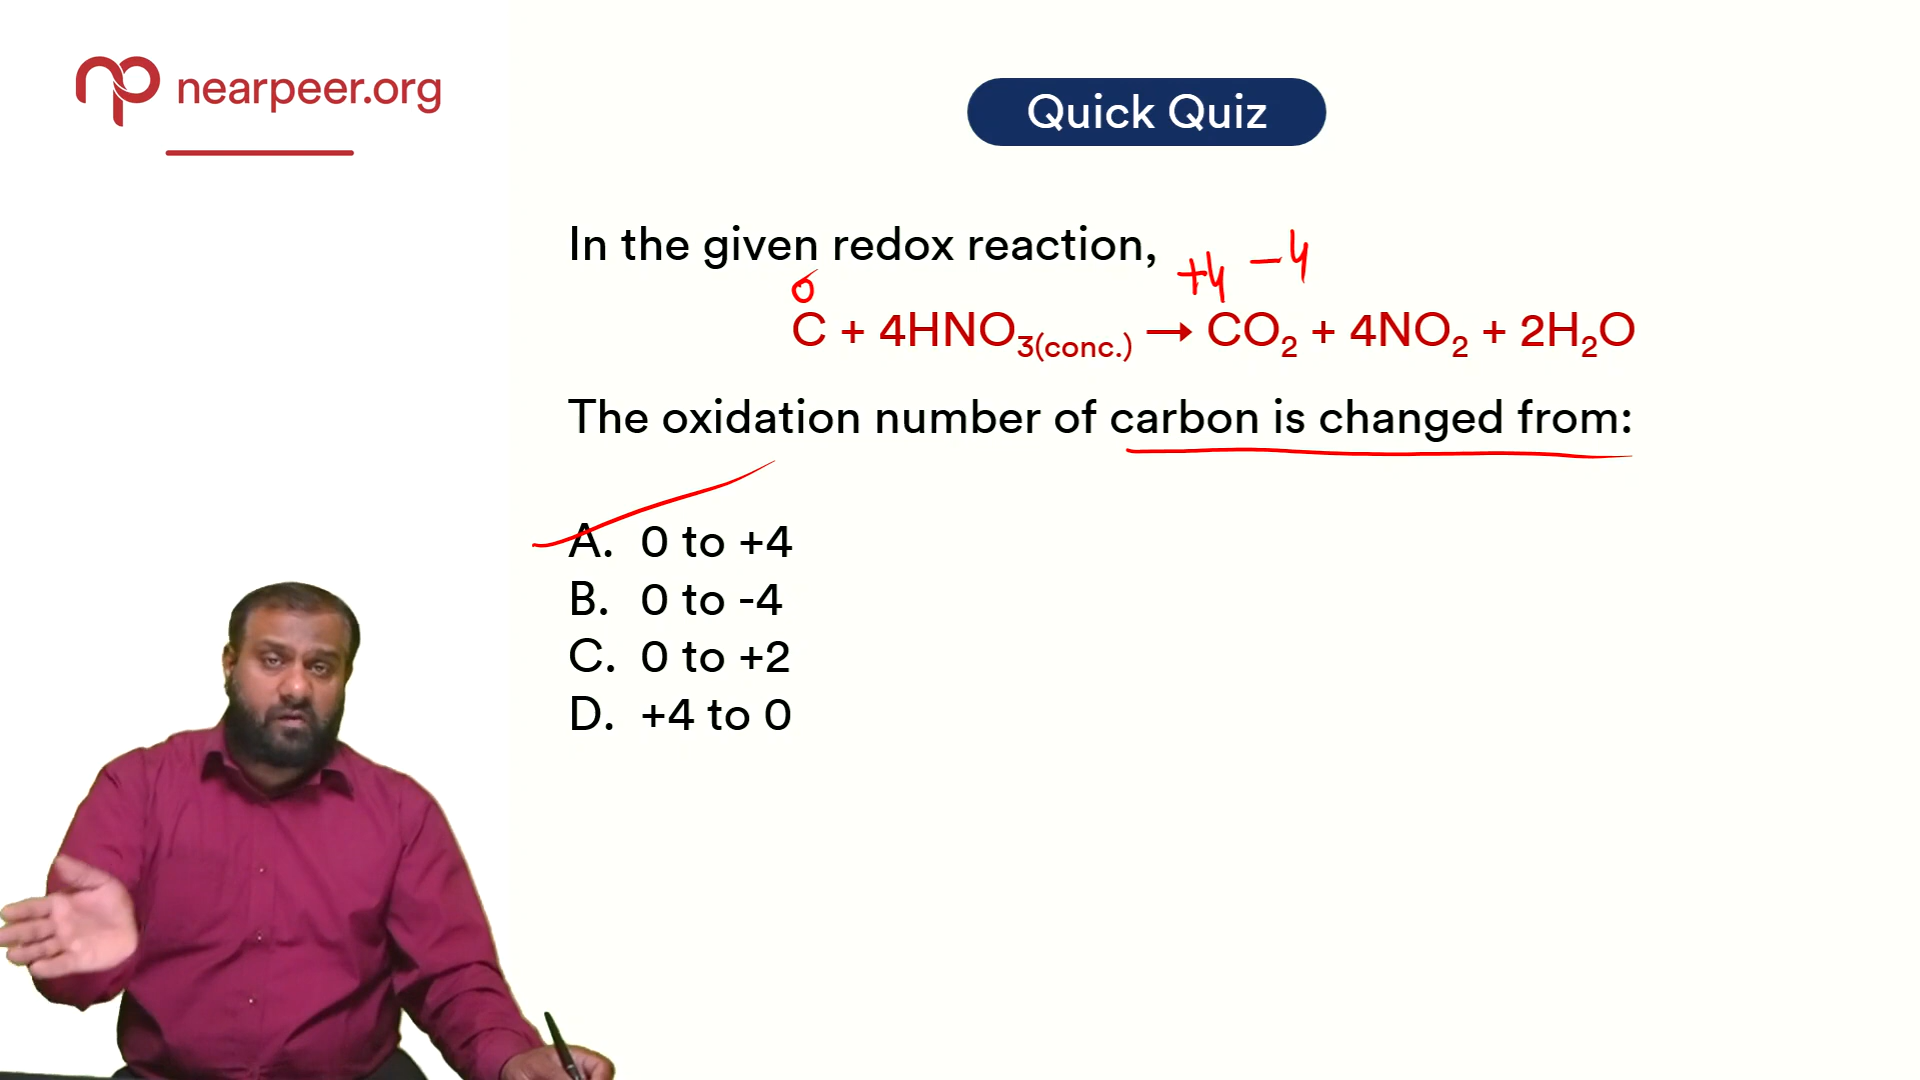 nearpeer.org
Quick Quiz
In the given redox reaction,
+4 -4
0
C + 4HNO₃(conc.) → CO₂ + 4NO₂ + 2H₂O
The oxidation number of carbon is changed from:
A. 0 to +4
B. 0 to -4
C. 0 to +2
D. +4 to 0